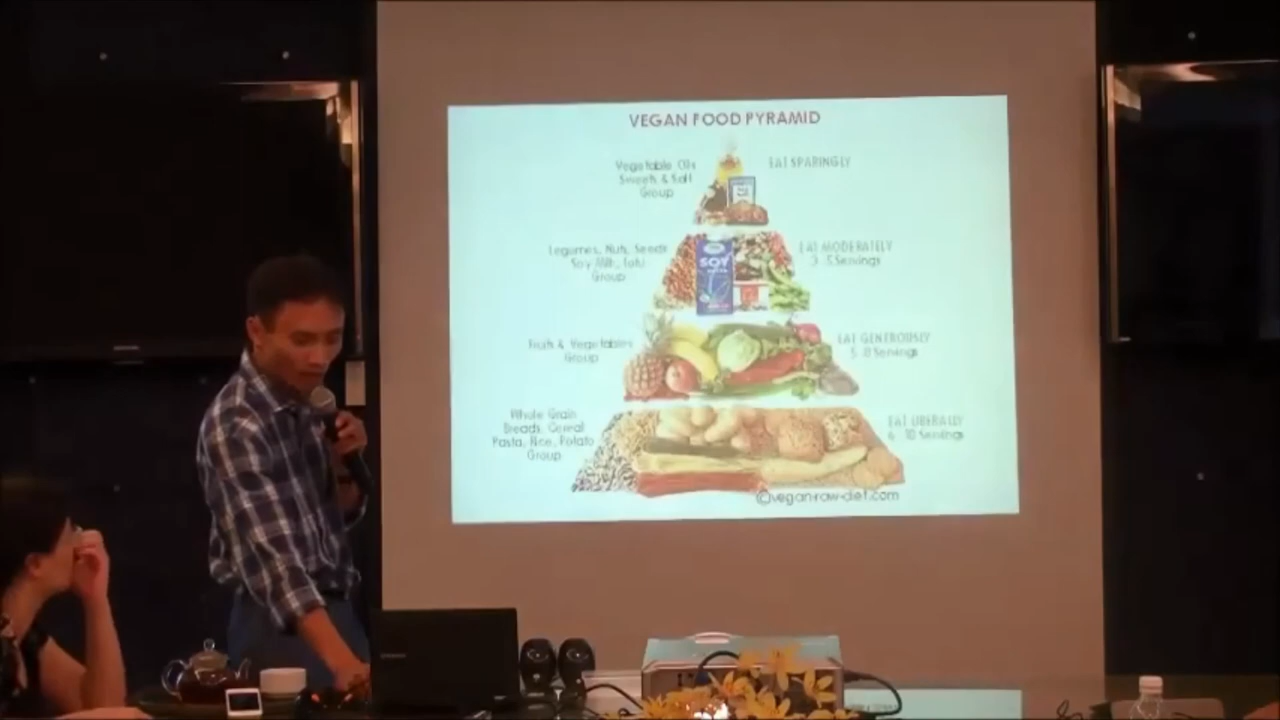 VEGAN FOOD PYRAMID
Vegetable Oils
Sweets & Salt
Group
EAT SPARINGLY
Legumes, Nuts, Seeds
Soy Milk, Tofu
Group
EAT MODERATELY
3 - 5 Servings
SOY
Fruits & Vegetables
Group
EAT GENEROUSLY
Servings
Whole Grain
Breads, Cereal
Pasta, Rice, Potato
Group
EAT LIBERALLY
6 - 10 Servings
©vegan-raw-diet.com